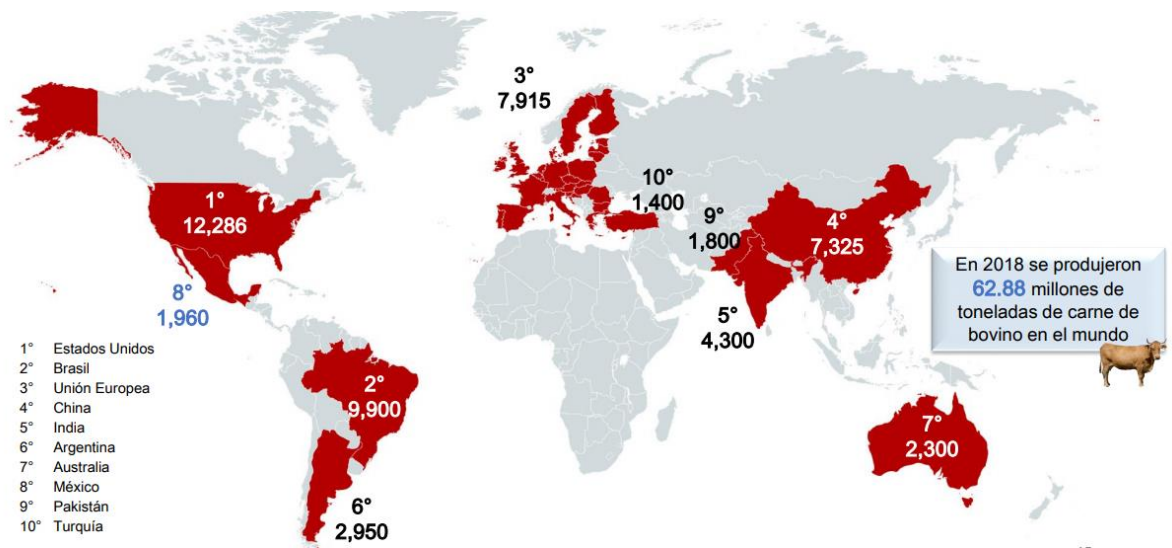 3°
7,915
10°
1,400
1°
12,286
9°
1,800
4°
7,325
En 2018 se produjeron
62.88 millones de
toneladas de carne de
bovino en el mundo
8°
1,960
5°
4,300
1° Estados Unidos
2° Brasil
3° Unión Europea
4° China
5° India
6° Argentina
7° Australia
8° México
9° Pakistán
10° Turquía
2°
9,900
7°
2,300
6°
2,950